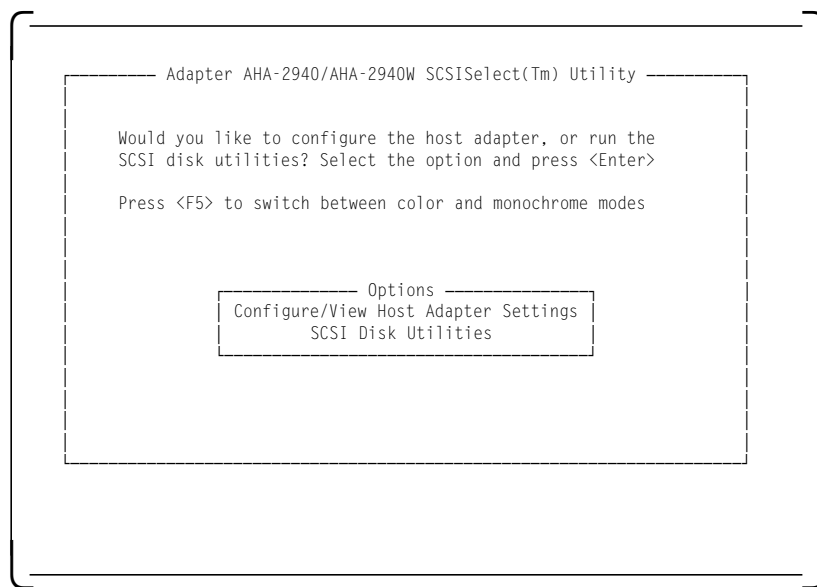 Adapter AHA-2940/AHA-2940W SCSISelect(Tm) Utility
Would you like to configure the host adapter, or run the
SCSI disk utilities? Select the option and press <Enter>
Press <F5> to switch between color and monochrome modes
Options
Configure/View Host Adapter Settings
SCSI Disk Utilities